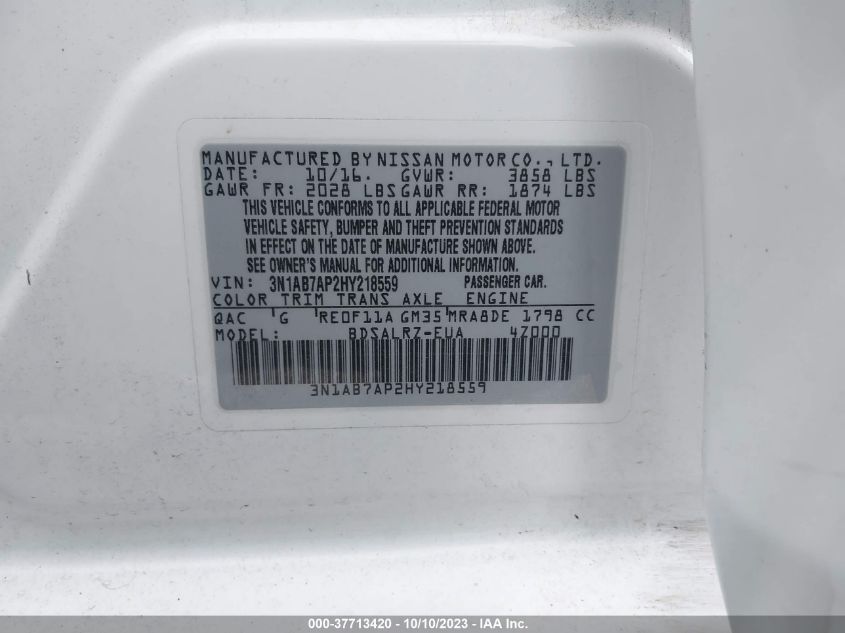 MANUFACTURED BY NISSAN MOTOR CO., LTD.
DATE: 10/16. GVWR: 3858 LBS
GAWR FR: 2028 LBS GAWR RR: 1874 LBS
THIS VEHICLE CONFORMS TO ALL APPLICABLE FEDERAL MOTOR
VEHICLE SAFETY, BUMPER AND THEFT PREVENTION STANDARDS
IN EFFECT ON THE DATE OF MANUFACTURE SHOWN ABOVE.
SEE OWNER'S MANUAL FOR ADDITIONAL INFORMATION.
VIN: 3N1AB7AP2HY218559 PASSENGER CAR.
COLOR TRIM TRANS AXLE ENGINE
QAC G RE0F11A GM35 MRA8DE 1798 CC
MODEL: BDSALRZ-EUA 4Z000
3N1AB7AP2HY218559
000-37713420 - 10/10/2023 - IAA Inc.